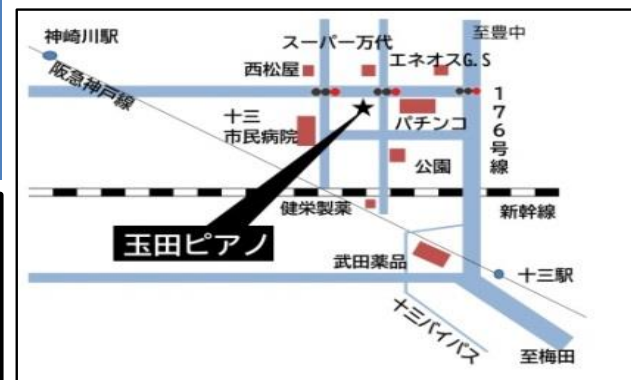 至豊中
神崎川駅
スーパー万代
エネオスG.S
西松屋
阪急神戸線
十三
市民病院
パチンコ
176号線
公園
健栄製薬
新幹線
玉田ピアノ
武田薬品
十三駅
十三バイパス
至梅田